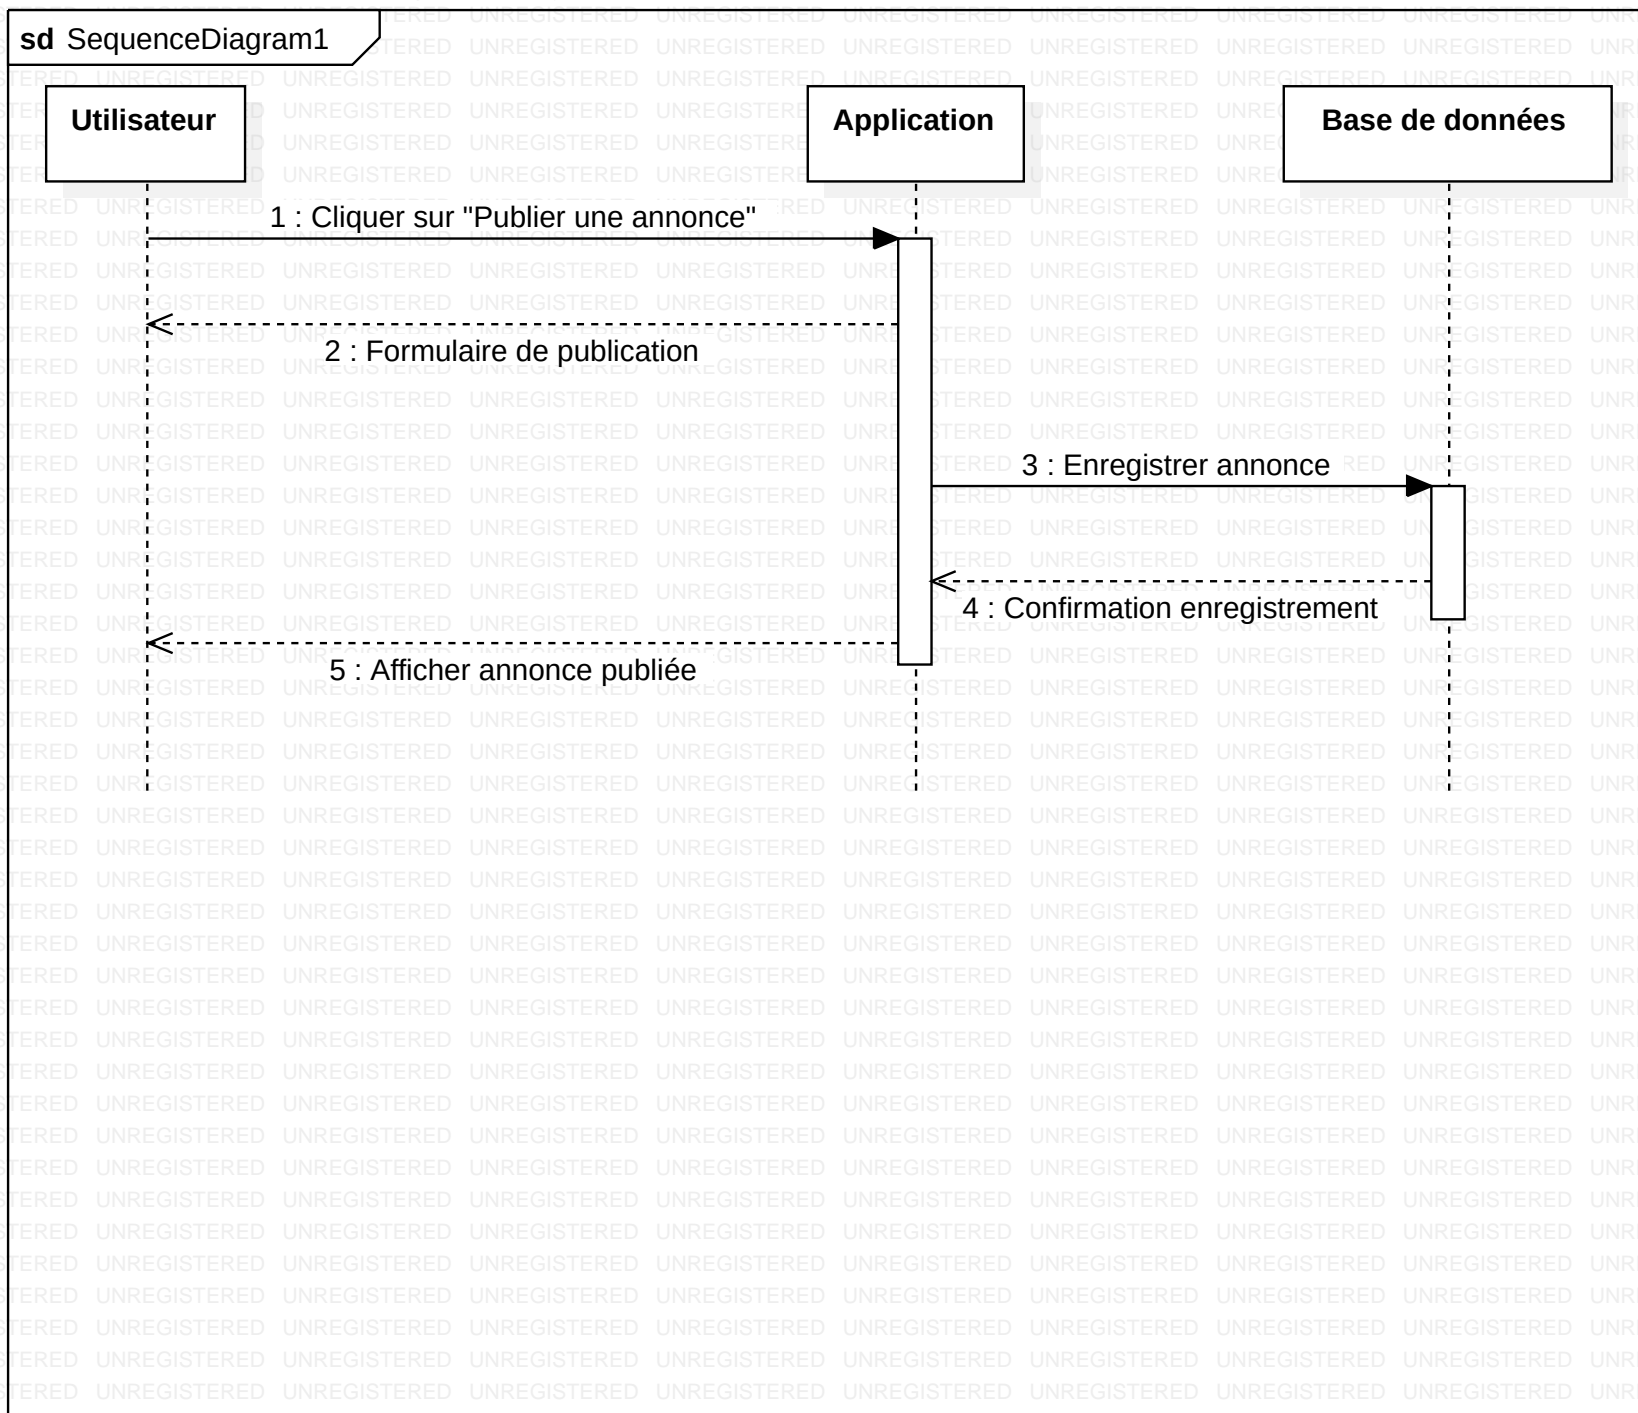 sd SequenceDiagram1
Utilisateur
Application
Base de données
1 : Cliquer sur "Publier une annonce"
2 : Formulaire de publication
3 : Enregistrer annonce
4 : Confirmation enregistrement
5 : Afficher annonce publiée
UNREGISTERED